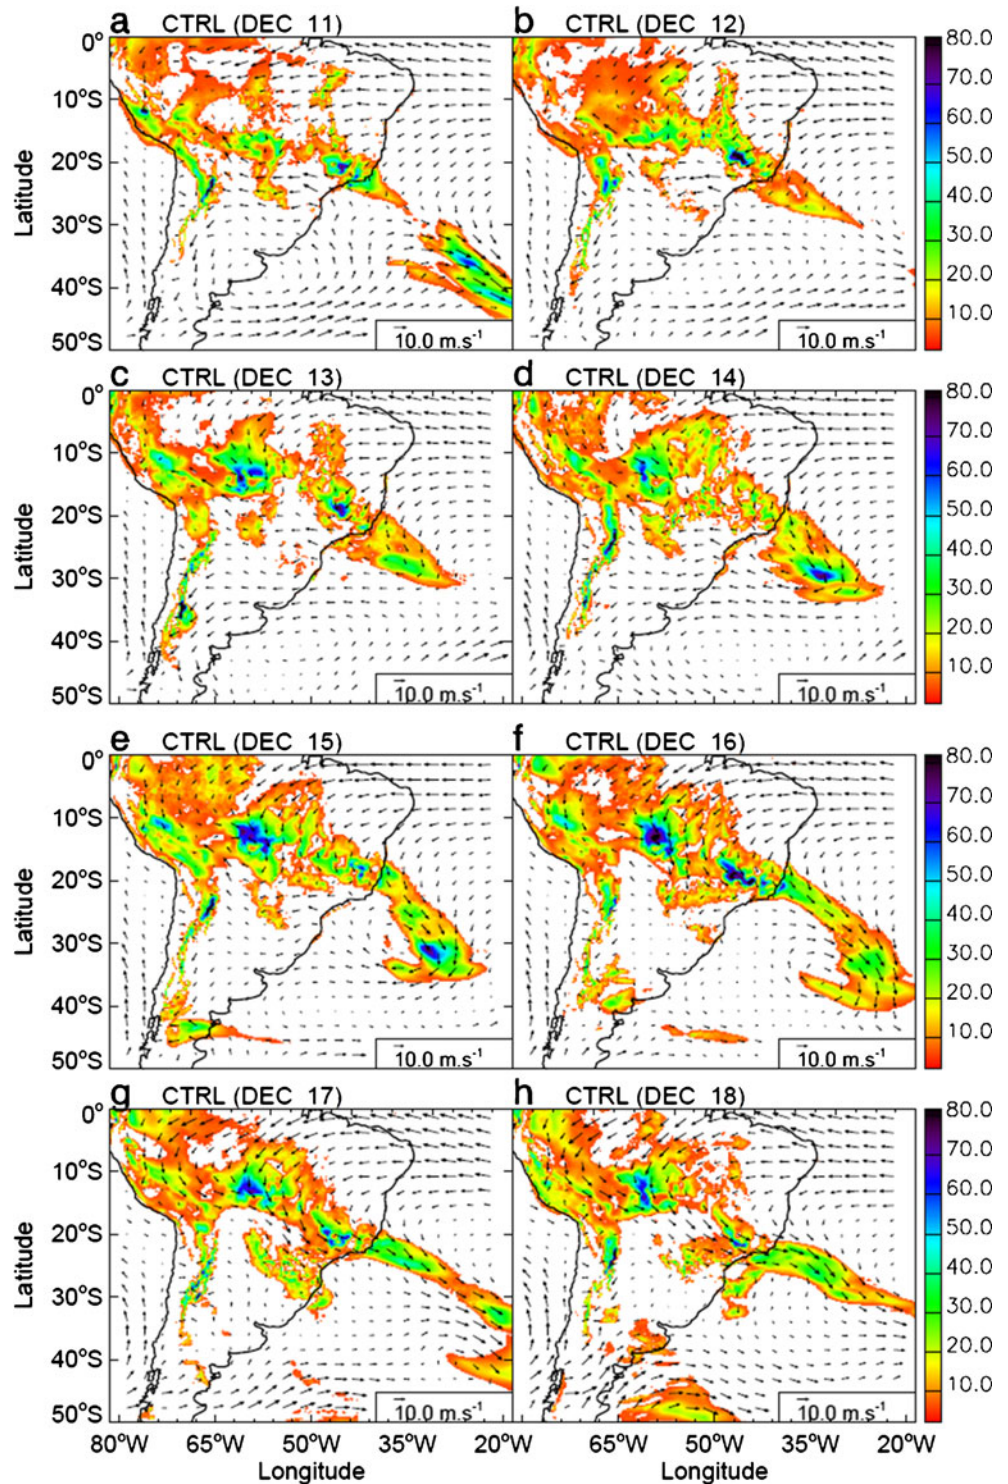 a CTRL (DEC 11) b CTRL (DEC 12)
0° 80.0
70.0
10°S 60.0
50.0
20°S 40.0
30°S 30.0
20.0
40°S 10.0
50°S 10.0 m.s-1 10.0 m.s-1
Latitude
c CTRL (DEC 13) d CTRL (DEC 14)
0° 80.0
70.0
10°S 60.0
50.0
20°S 40.0
30°S 30.0
20.0
40°S 10.0
50°S 10.0 m.s-1 10.0 m.s-1
Latitude
e CTRL (DEC 15) f CTRL (DEC 16)
0° 80.0
70.0
10°S 60.0
50.0
20°S 40.0
30°S 30.0
20.0
40°S 10.0
50°S 10.0 m.s-1 10.0 m.s-1
Latitude
g CTRL (DEC 17) h CTRL (DEC 18)
0° 80.0
70.0
10°S 60.0
50.0
20°S 40.0
30°S 30.0
20.0
40°S 10.0
50°S 10.0 m.s-1 10.0 m.s-1
Latitude
80°W 65°W 50°W 35°W 20°W 65°W 50°W 35°W 20°W
Longitude Longitude